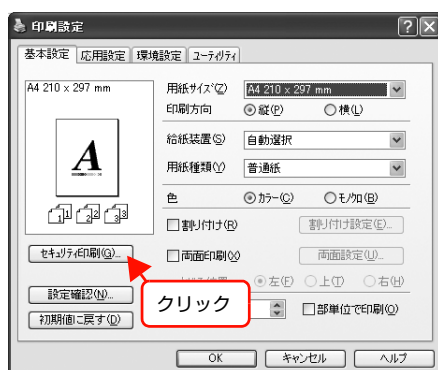 印刷設定
基本設定 応用設定 環境設定 ユーティリティ
A4 210 x 297 mm
用紙サイズ(Z) A4 210 x 297 mm
印刷方向 縦(P) 横(L)
給紙装置(S) 自動選択
用紙種類(Y) 普通紙
A
色 カラー(C) モノクロ(B)
1 1 2 2 3 3
割り付け(R) 割り付け設定(E)...
セキュリティ印刷(G)... 両面印刷(X) 両面設定(U)...
左(F) 上(T) 右(H)
設定確認(N)... クリック 部単位で印刷(O)
初期値に戻す(D)
OK キャンセル ヘルプ